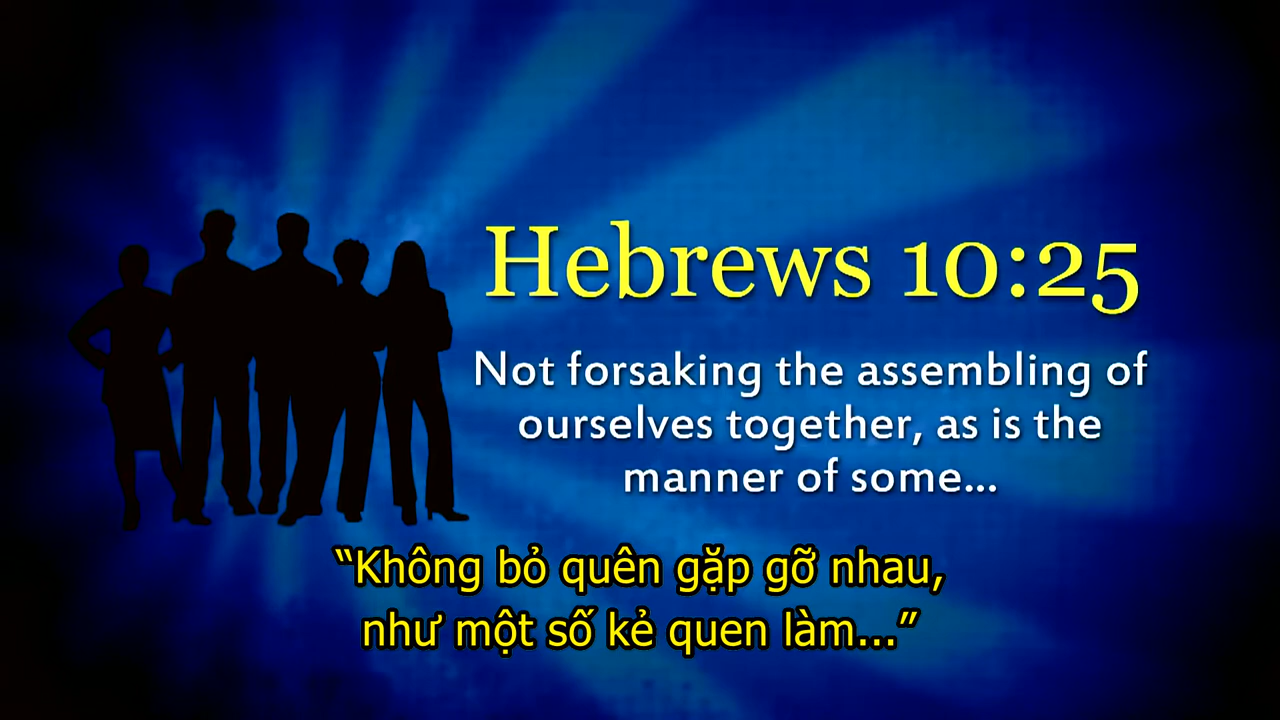 Hebrews 10:25
Not forsaking the assembling of
ourselves together, as is the
manner of some...
“Không bỏ quên gặp gỡ nhau,
như một số kẻ quen làm...”